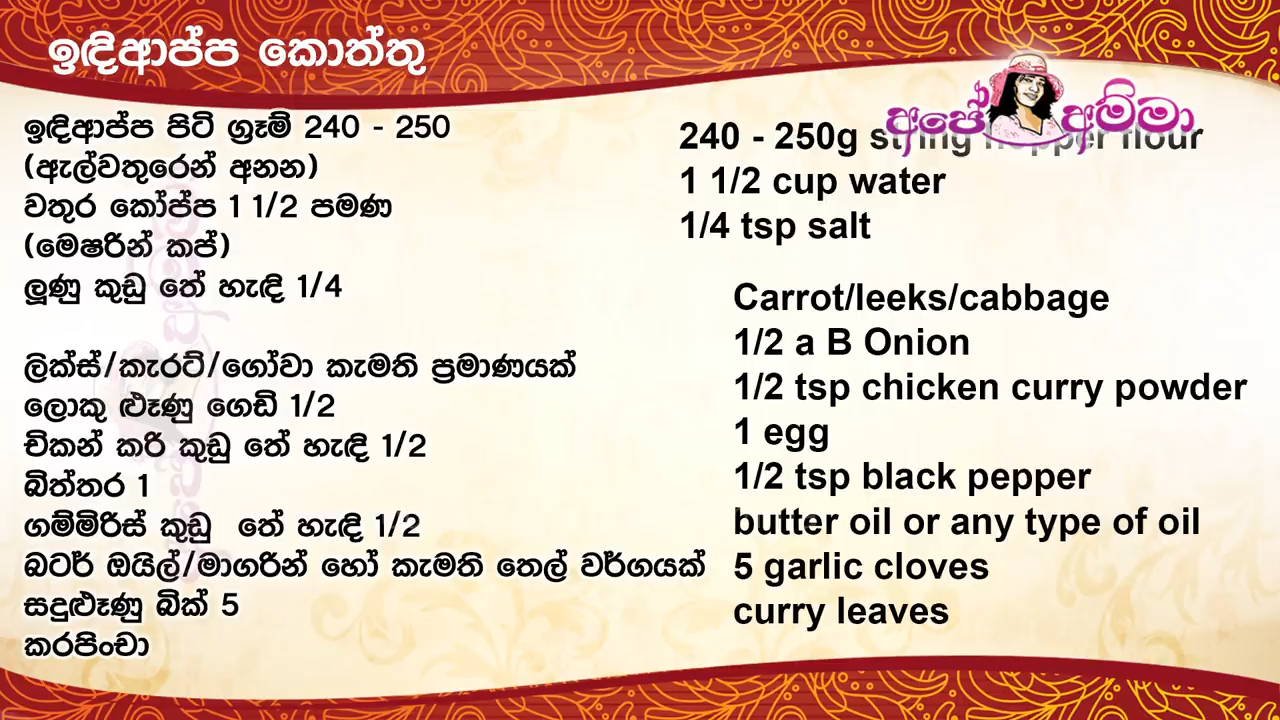 ඉඳිආප්ප කොත්තු
අපේ අම්මා
ඉඳිආප්ප පිටි ග්‍රෑම් 240 - 250
(ඇල්වතුරෙන් අනන)
වතුර කෝප්ප 1 1/2 පමණ
(මෙෂරින් කප්)
ලූණු කුඩු තේ හැඳි 1/4
ලික්ස්/කැරට්/ගෝවා කැමති ප්‍රමාණයක්
ලොකු ළූණු ගෙඩි 1/2
චිකන් කරි කුඩු තේ හැඳි 1/2
බිත්තර 1
ගම්මිරිස් කුඩු තේ හැඳි 1/2
බටර් ඔයිල්/මාගරින් හෝ කැමති තෙල් වර්ගයක්
සදුළූණු බික් 5
කරපිංචා
240 - 250g string hopper flour
1 1/2 cup water
1/4 tsp salt
Carrot/leeks/cabbage
1/2 a B Onion
1/2 tsp chicken curry powder
1 egg
1/2 tsp black pepper
butter oil or any type of oil
5 garlic cloves
curry leaves